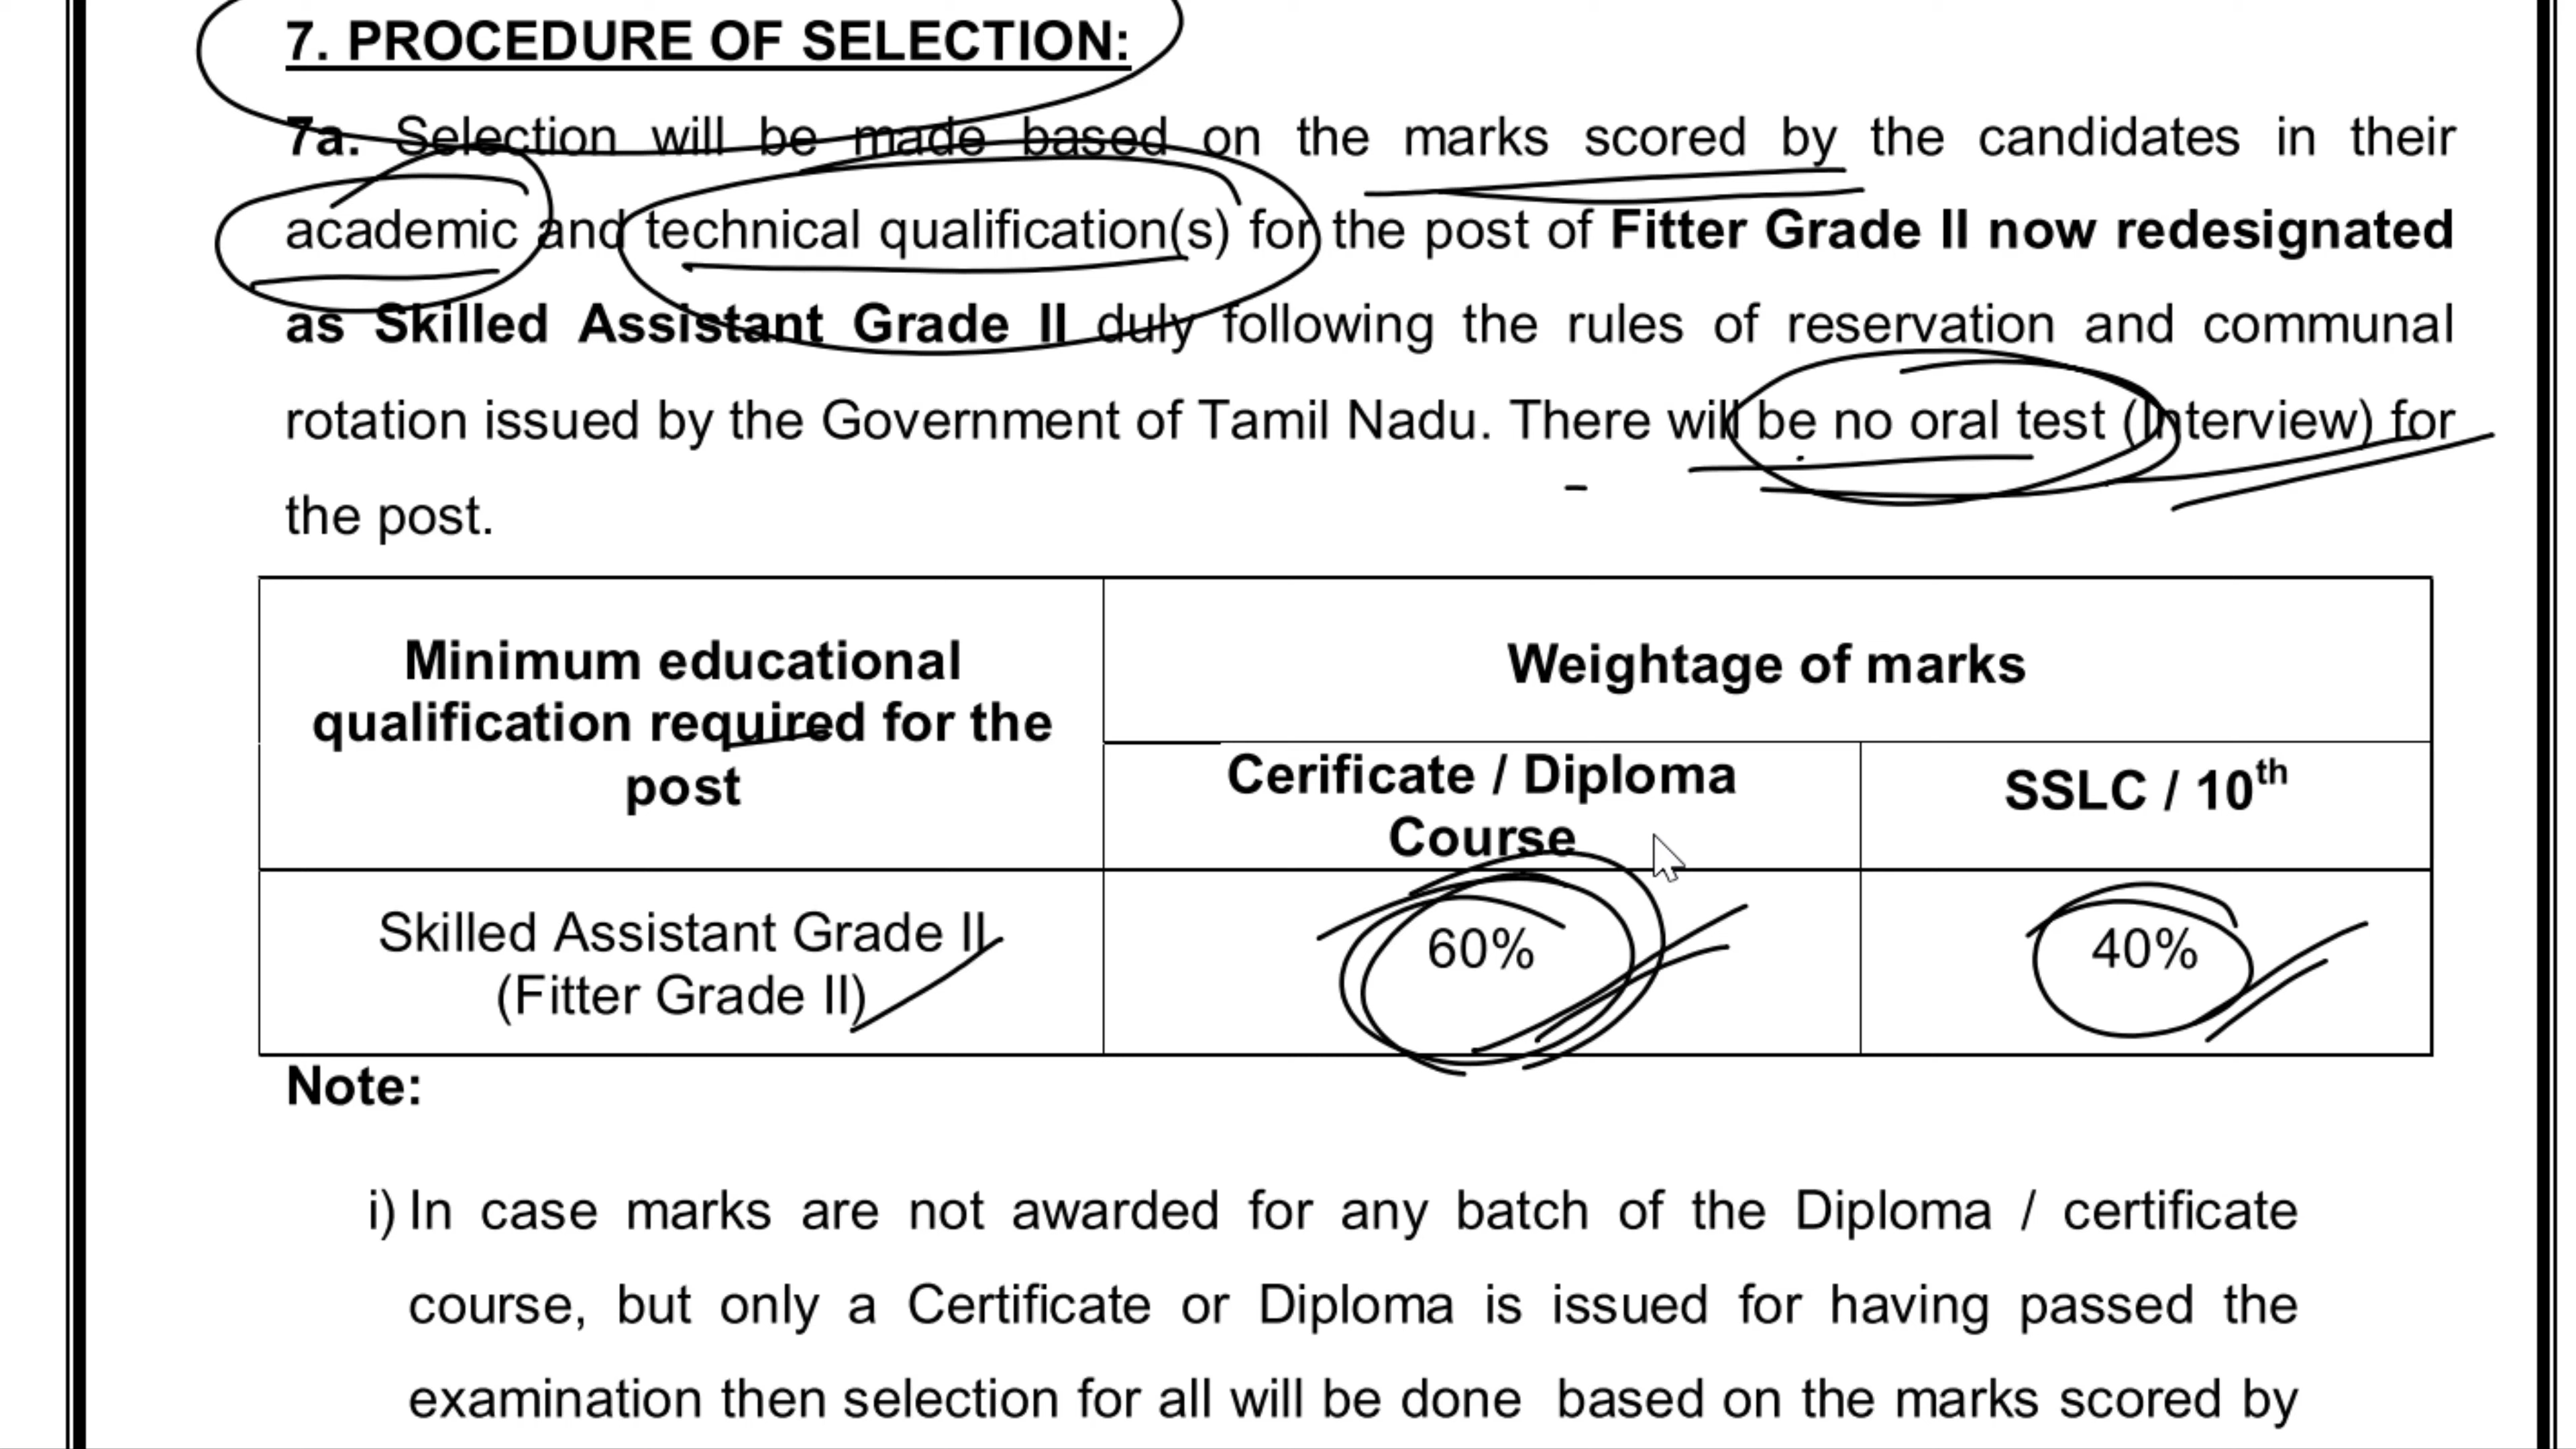 7. PROCEDURE OF SELECTION:
7a. Selection will be made based on the marks scored by the candidates in their
academic and technical qualification(s) for the post of Fitter Grade II now redesignated
as Skilled Assistant Grade II duly following the rules of reservation and communal
rotation issued by the Government of Tamil Nadu. There will be no oral test (Interview) for
the post.
Minimum educational
qualification required for the
post
Weightage of marks
Cerificate / Diploma
Course
SSLC / 10th
Skilled Assistant Grade II
(Fitter Grade II)
60%
40%
Note:
i) In case marks are not awarded for any batch of the Diploma / certificate
course, but only a Certificate or Diploma is issued for having passed the
examination then selection for all will be done based on the marks scored by